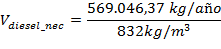 V_diesel_nec = 569.046,37 kg/año / 832kg/m³